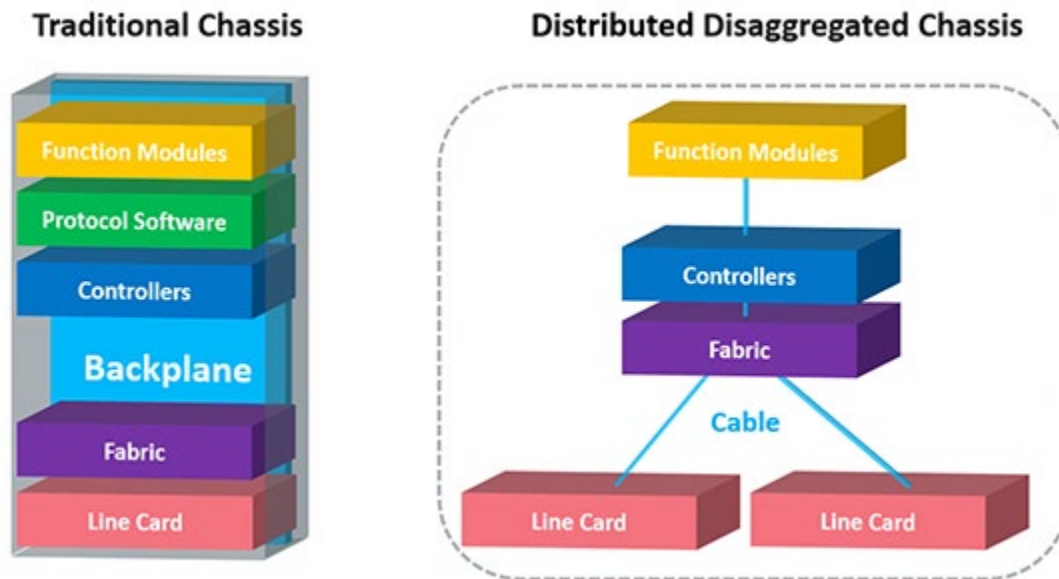 Traditional Chassis
Function Modules
Protocol Software
Controllers
Backplane
Fabric
Line Card
Distributed Disaggregated Chassis
Function Modules
Controllers
Fabric
Cable
Line Card
Line Card